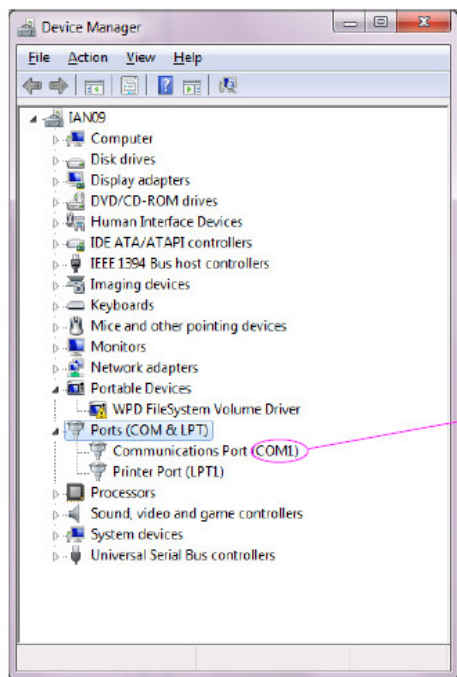 Device Manager
File Action View Help
IAN09
Computer
Disk drives
Display adapters
DVD/CD-ROM drives
Human Interface Devices
IDE ATA/ATAPI controllers
IEEE 1394 Bus host controllers
Imaging devices
Keyboards
Mice and other pointing devices
Monitors
Network adapters
Portable Devices
WPD FileSystem Volume Driver
Ports (COM & LPT)
Communications Port (COM1)
Printer Port (LPT1)
Processors
Sound, video and game controllers
System devices
Universal Serial Bus controllers